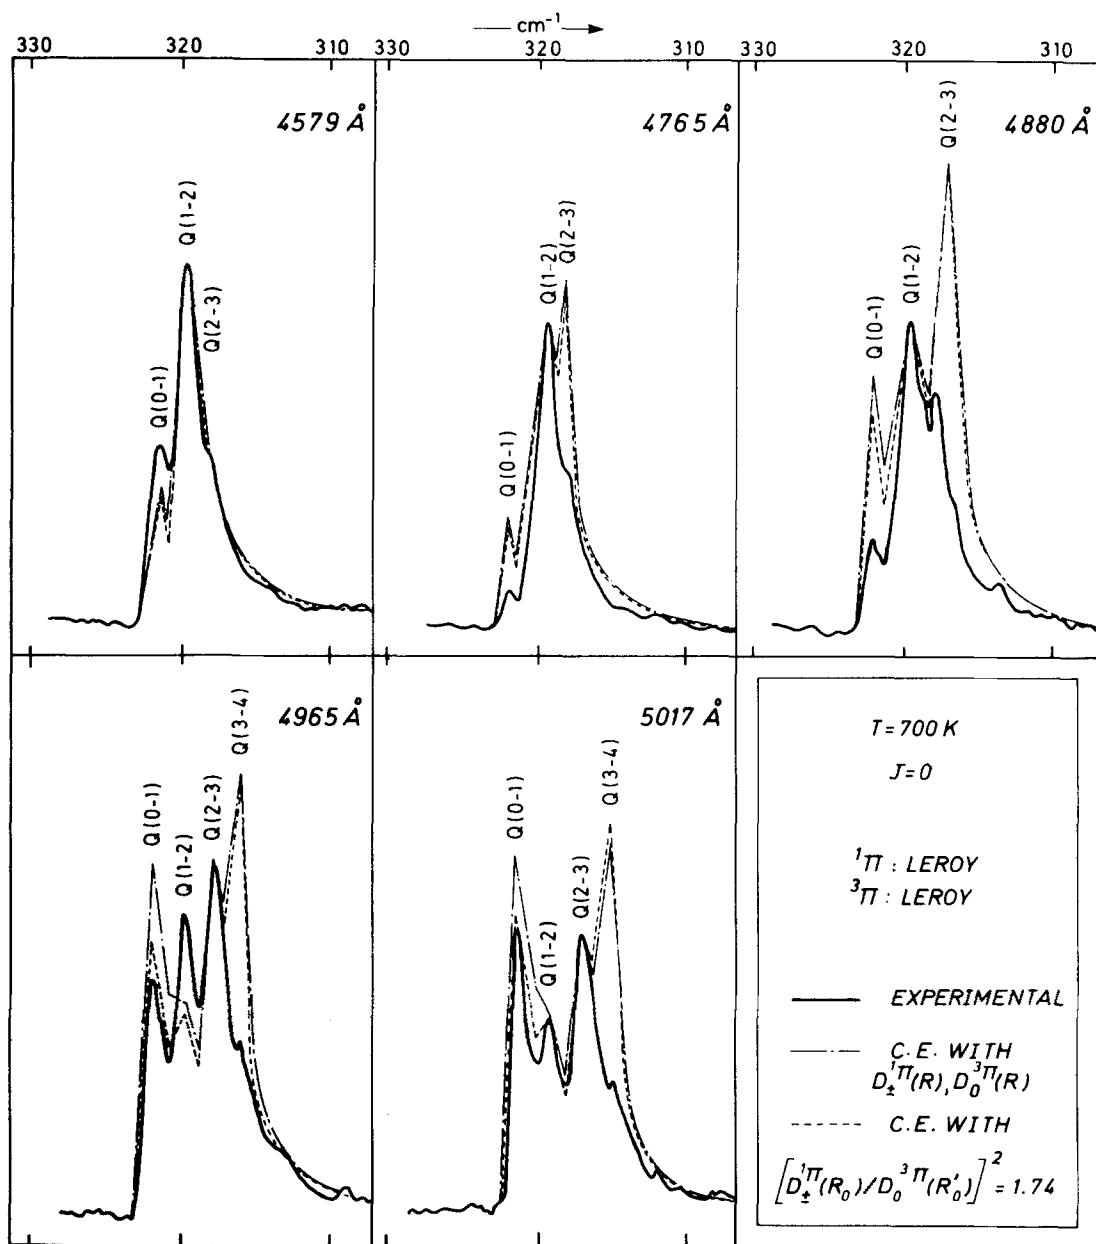 cm⁻¹
330 320 310
330 320 310
330 320 310
4579 Å
Q(0-1)
Q(1-2)
Q(2-3)
4765 Å
Q(0-1)
Q(1-2)
Q(2-3)
4880 Å
Q(0-1)
Q(1-2)
Q(2-3)
4965 Å
Q(0-1)
Q(1-2)
Q(2-3)
Q(3-4)
5017 Å
Q(0-1)
Q(1-2)
Q(2-3)
Q(3-4)
T=700 K
J=0
¹Π : LEROY
³Π : LEROY
EXPERIMENTAL
C.E. WITH
D±¹Π(R), D₀³Π(R)
C.E. WITH
[D±¹Π(R₀)/D₀³Π(R₀')]² = 1.74